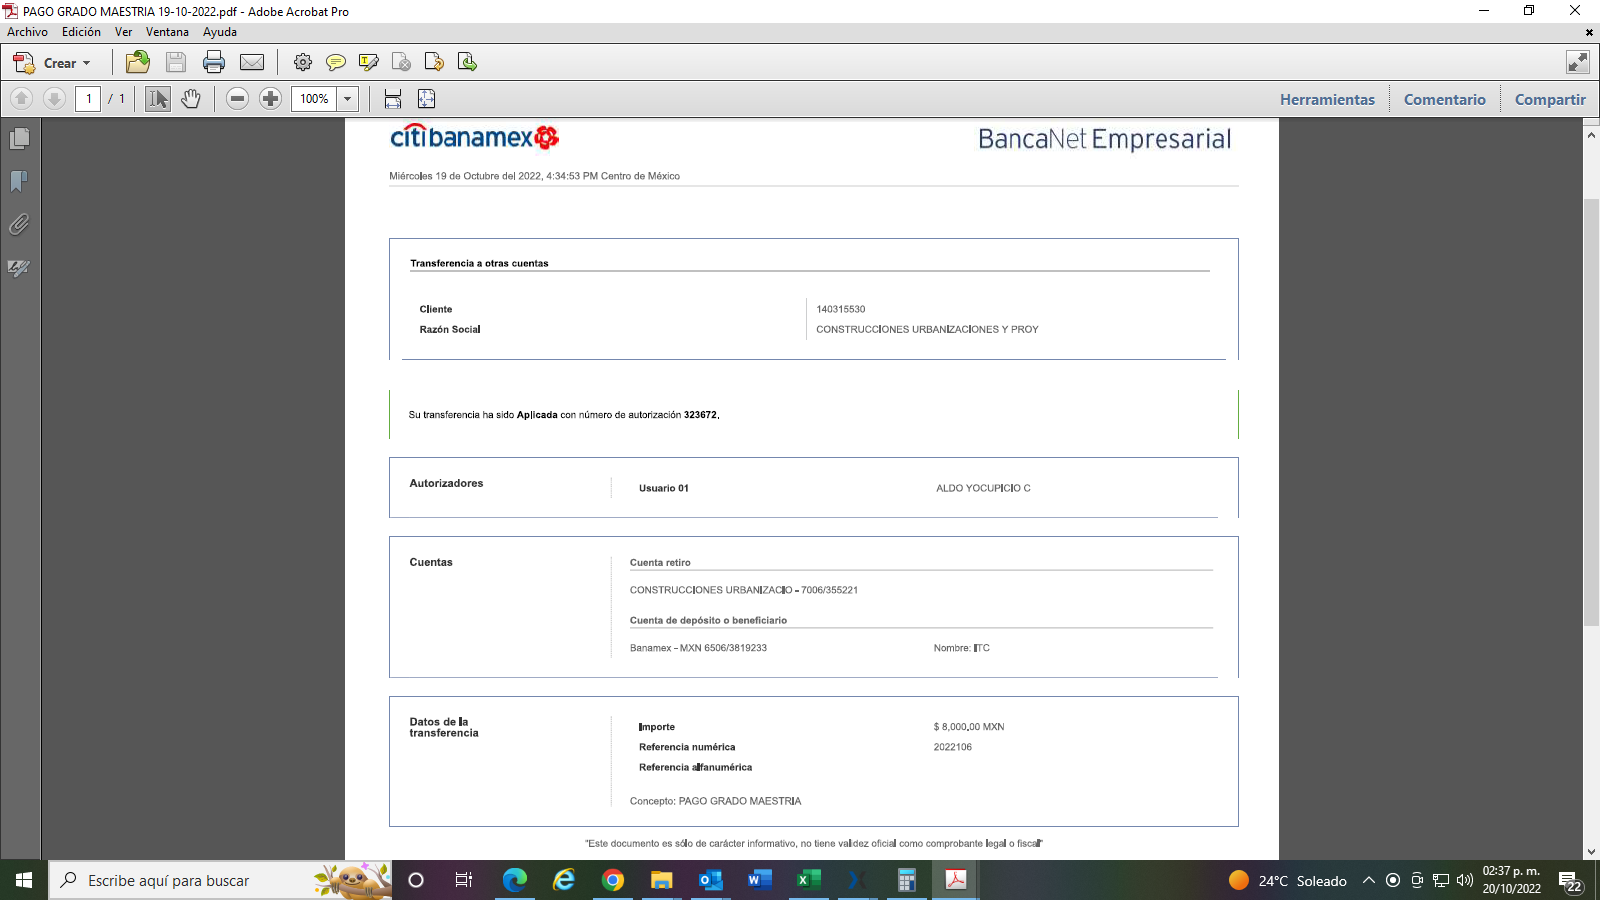 PAGO GRADO MAESTRIA 19-10-2022.pdf - Adobe Acrobat Pro
Archivo Edición Ver Ventana Ayuda
Crear
1 / 1 100% Herramientas Comentario Compartir
citibanamex BancaNet Empresarial
Miércoles 19 de Octubre del 2022, 4:34:53 PM Centro de México
Transferencia a otras cuentas
Cliente 140315530
Razón Social CONSTRUCCIONES URBANIZACIONES Y PROY
Su transferencia ha sido Aplicada con número de autorización 323672.
Autorizadores Usuario 01 ALDO YOCUPICIO C
Cuentas Cuenta retiro
CONSTRUCCIONES URBANIZACIO - 7006/355221
Cuenta de depósito o beneficiario
Banamex - MXN 6506/3819233 Nombre: ITC
Datos de la transferencia
Importe $ 8,000.00 MXN
Referencia numérica 2022106
Referencia alfanumérica
Concepto: PAGO GRADO MAESTRIA
"Este documento es sólo de carácter informativo, no tiene validez oficial como comprobante legal o fiscal"
Escribe aquí para buscar
24°C Soleado
02:37 p. m.
20/10/2022
22